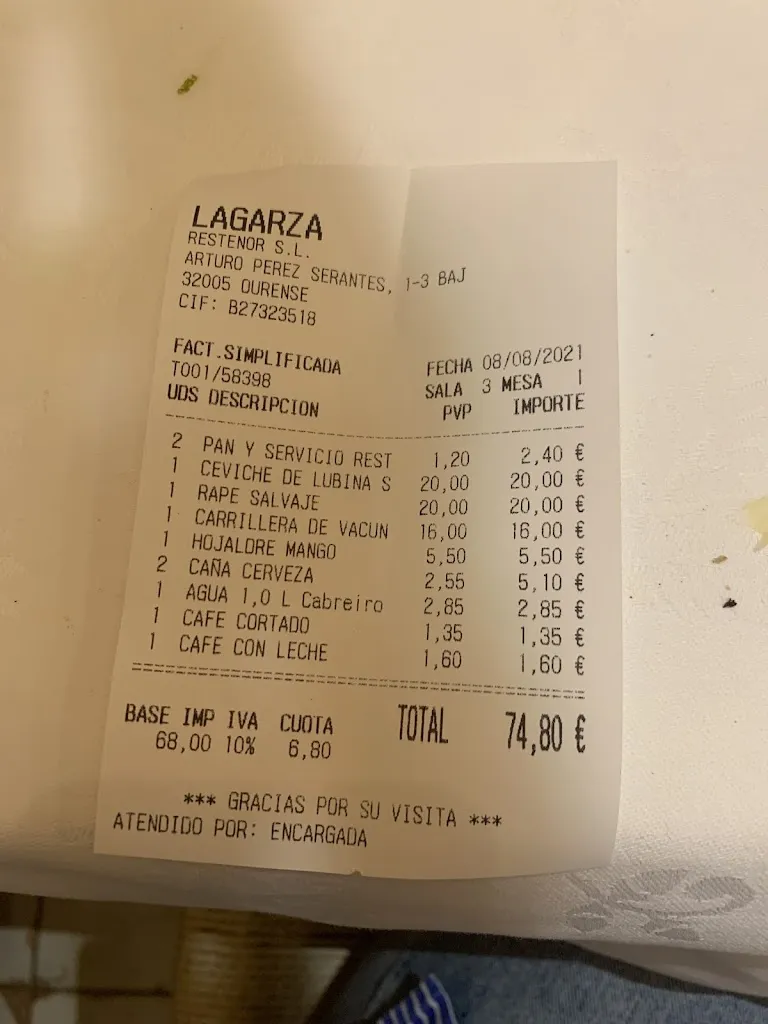 LAGARZA
RESTENOR S.L.
ARTURO PEREZ SERANTES, 1-3 BAJ
32005 OURENSE
CIF: B27323518
FACT.SIMPLIFICADA FECHA 08/08/2021
T001/58398 SALA 3 MESA 1
UDS DESCRIPCION PVP IMPORTE
2 PAN Y SERVICIO REST 1,20 2,40 €
1 CEVICHE DE LUBINA S 20,00 20,00 €
1 RAPE SALVAJE 20,00 20,00 €
1 CARRILLERA DE VACUN 16,00 16,00 €
1 HOJALDRE MANGO 5,50 5,50 €
2 CAÑA CERVEZA 2,55 5,10 €
1 AGUA 1,0 L Cabreiro 2,85 2,85 €
1 CAFE CORTADO 1,35 1,35 €
1 CAFE CON LECHE 1,60 1,60 €
BASE IMP IVA CUOTA TOTAL 74,80 €
68,00 10% 6,80
*** GRACIAS POR SU VISITA ***
ATENDIDO POR: ENCARGADA